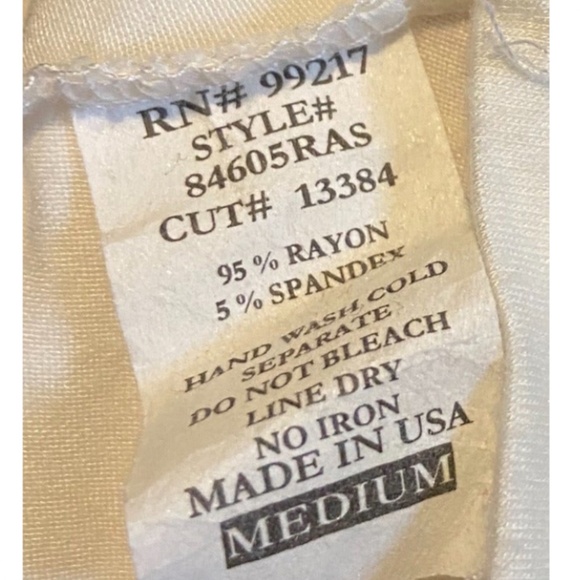 RN# 99217
STYLE#
84605RAS
CUT# 13384
95 % RAYON
5 % SPANDEX
HAND WASH COLD
SEPARATE
DO NOT BLEACH
LINE DRY
NO IRON
MADE IN USA
MEDIUM